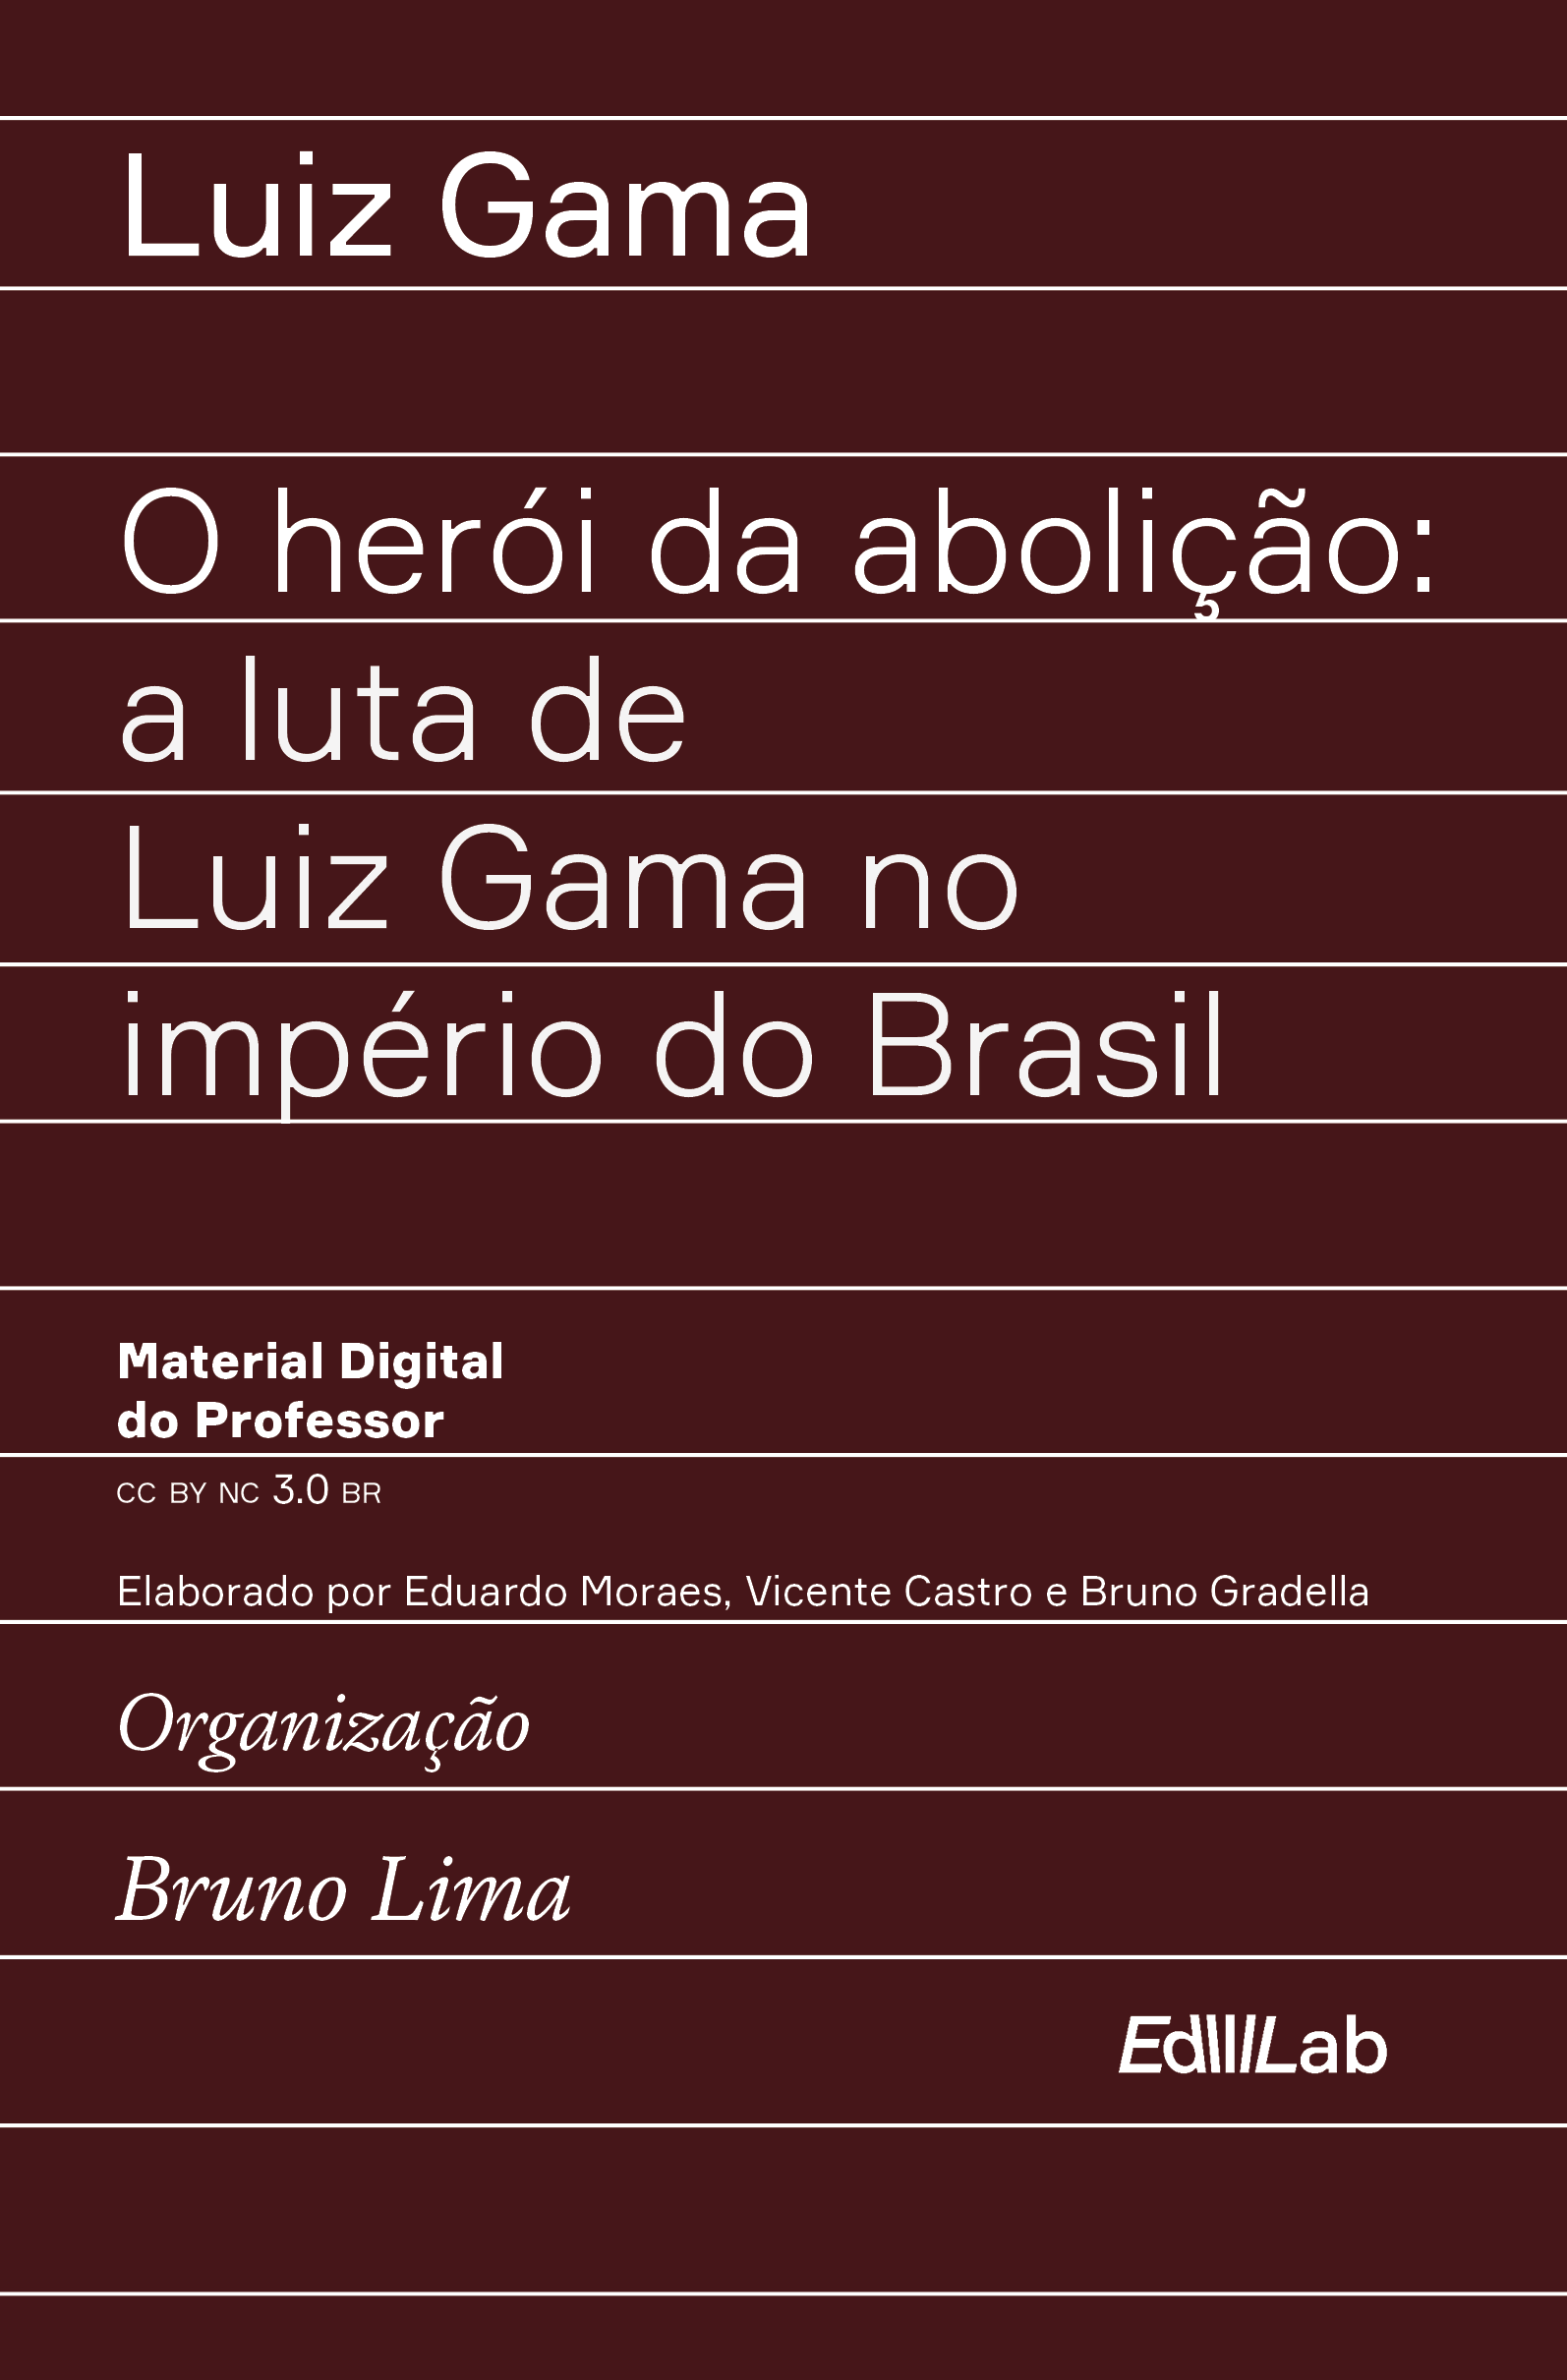 Luiz Gama
O herói da abolição:
a luta de
Luiz Gama no
império do Brasil
Material Digital
do Professor
CC BY NC 3.0 BR
Elaborado por Eduardo Moraes, Vicente Castro e Bruno Gradella
Organização
Bruno Lima
EdLab